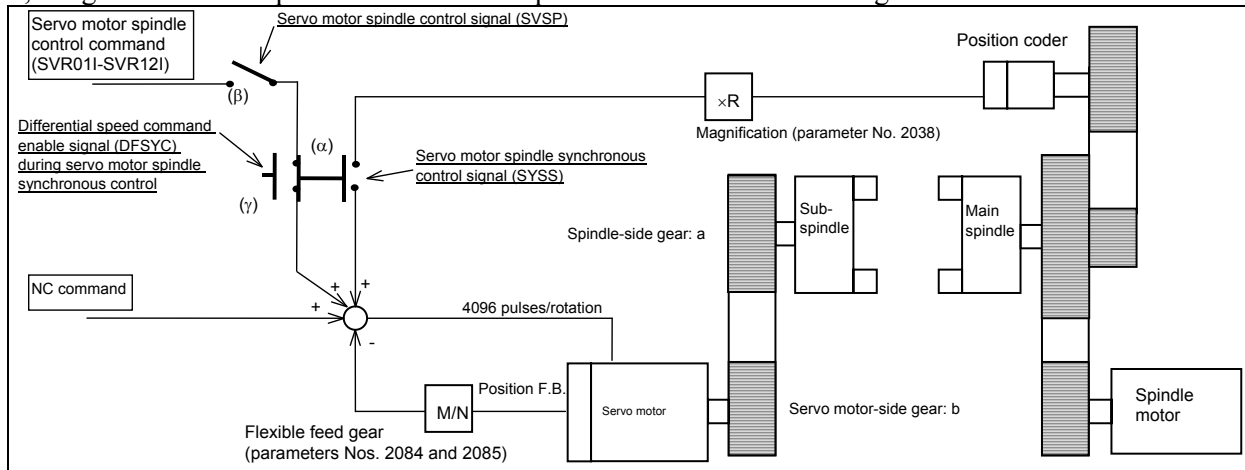 Servo motor spindle
control command
(SVR01I-SVR12I)
Servo motor spindle control signal (SVSP)
Position coder
(β)
×R
Magnification (parameter No. 2038)
Differential speed command
enable signal (DFSYC)
during servo motor spindle
synchronous control
(α)
(γ)
Servo motor spindle synchronous
control signal (SYSS)
Sub-
spindle
Main
spindle
Spindle-side gear: a
NC command
+
+
+
-
4096 pulses/rotation
Position F.B.
M/N
Servo motor
Servo motor-side gear: b
Spindle
motor
Flexible feed gear
(parameters Nos. 2084 and 2085)